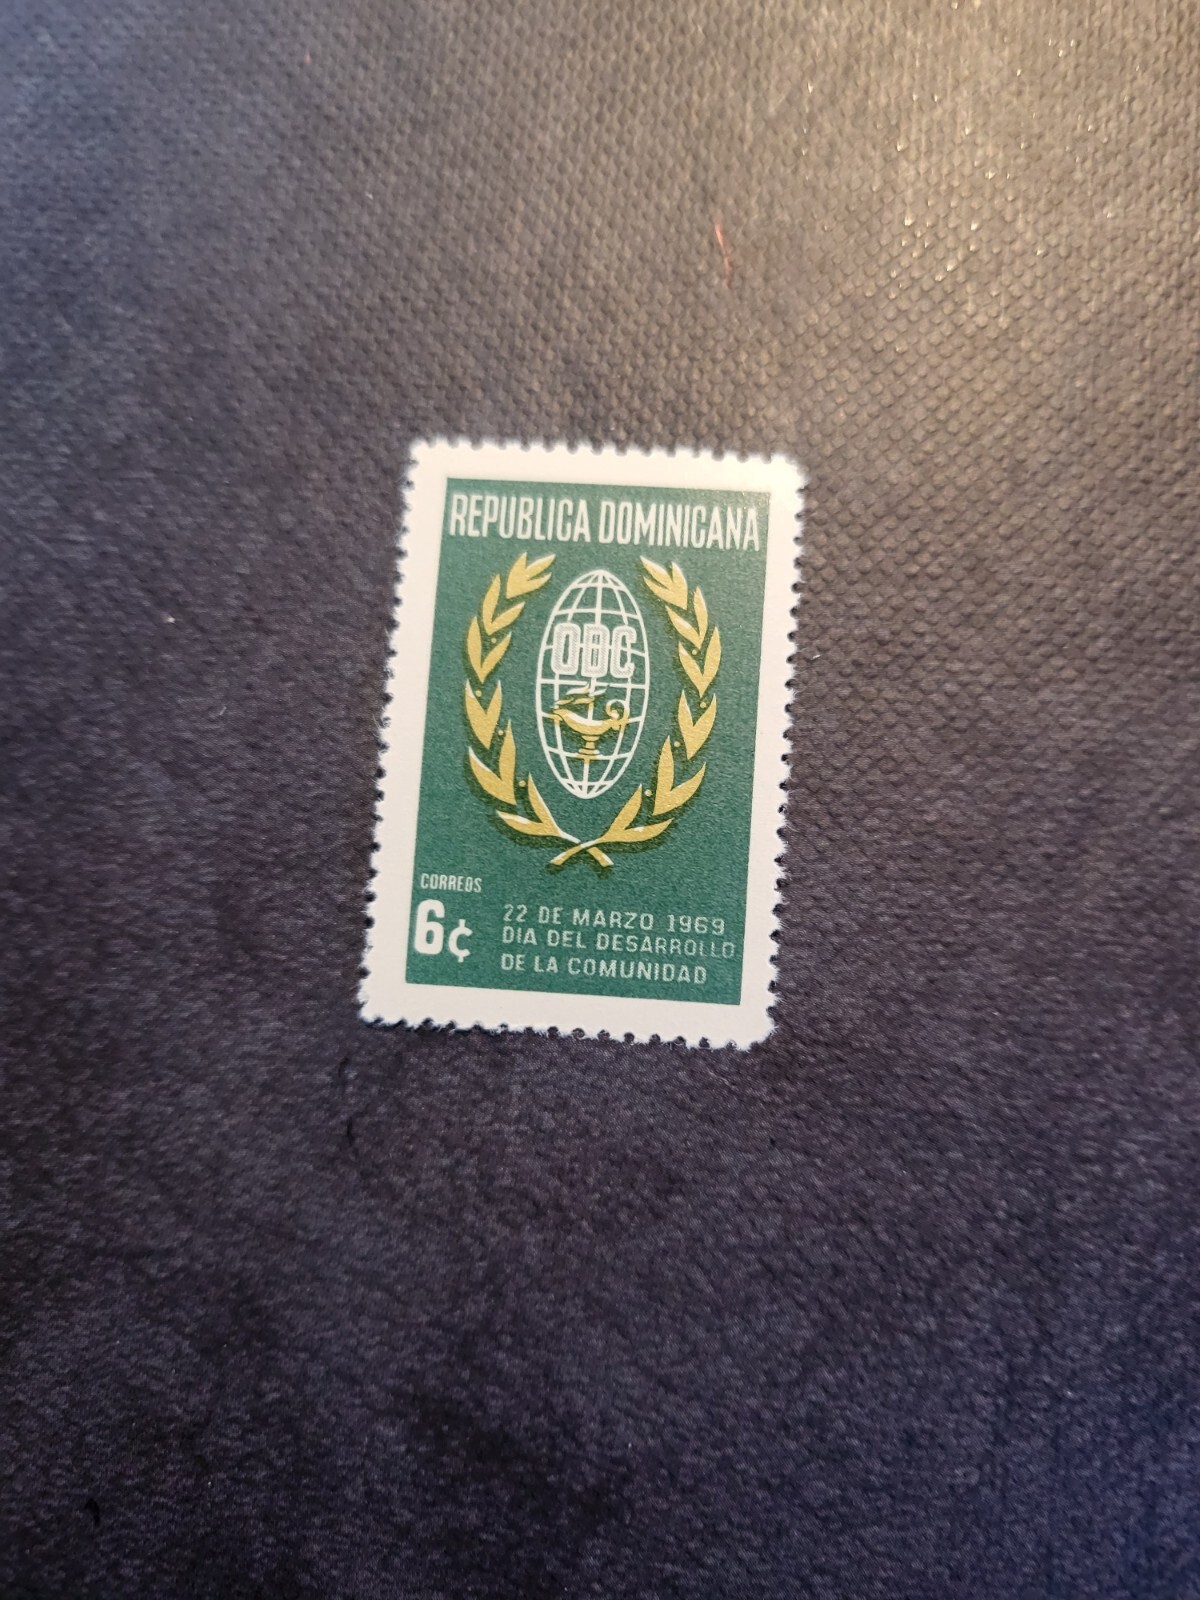 REPUBLICA DOMINICANA
ODC
CORREOS
6¢
22 DE MARZO 1969
DIA DEL DESARROLLO
DE LA COMUNIDAD